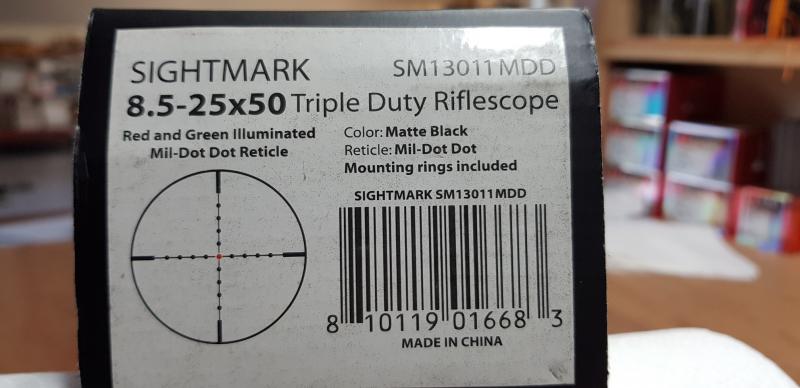 SIGHTMARK SM13011MDD
8.5-25x50 Triple Duty Riflescope
Red and Green Illuminated
Mil-Dot Dot Reticle
Color: Matte Black
Reticle: Mil-Dot Dot
Mounting rings included
SIGHTMARK SM13011MDD
8 10119 01668 3
MADE IN CHINA